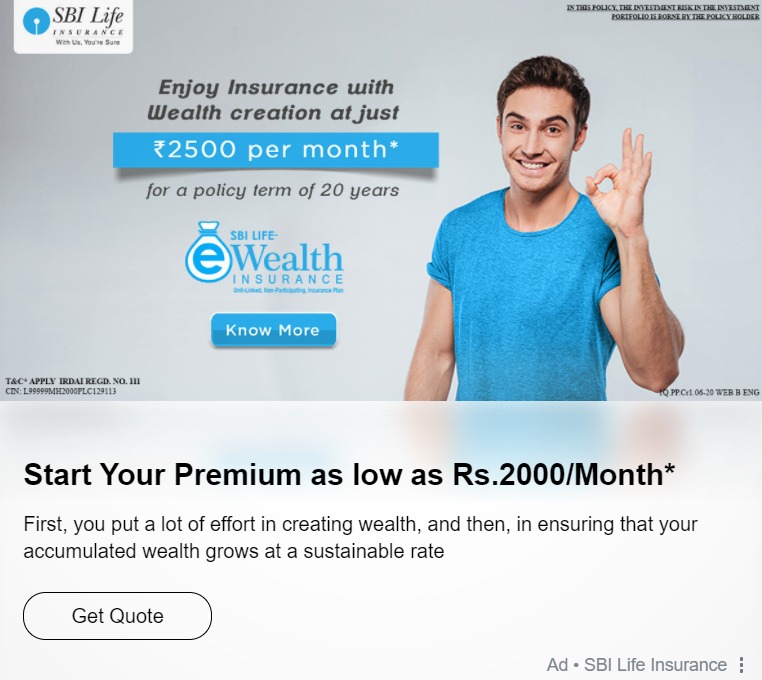 SBI Life
INSURANCE
With Us, You're Sure
IN THIS POLICY, THE INVESTMENT RISK IN THE INVESTMENT
PORTFOLIO IS BORNE BY THE POLICY HOLDER
Enjoy Insurance with
Wealth creation at just
₹2500 per month*
for a policy term of 20 years
SBI LIFE-
eWealth
INSURANCE
Unit-Linked, Non-Participating, Insurance Plan
Know More
T&C* APPLY IRDAI REGD. NO. 111
CIN: L99999MH2000PLC129113
1Q.PP.Cr1.06-20 WEB B ENG
Start Your Premium as low as Rs.2000/Month*
First, you put a lot of effort in creating wealth, and then, in ensuring that your
accumulated wealth grows at a sustainable rate
Get Quote
Ad • SBI Life Insurance